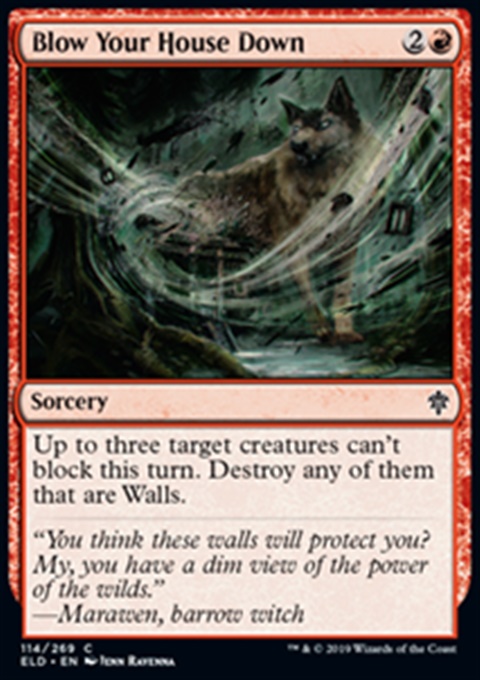 Blow Your House Down 2
Sorcery
Up to three target creatures can't
block this turn. Destroy any of them
that are Walls.
"You think these walls will protect you?
My, you have a dim view of the power
of the wilds."
—Marawen, barrow witch
114/269 C
ELD • EN Jenn Ravenna
™ & © 2019 Wizards of the Coast